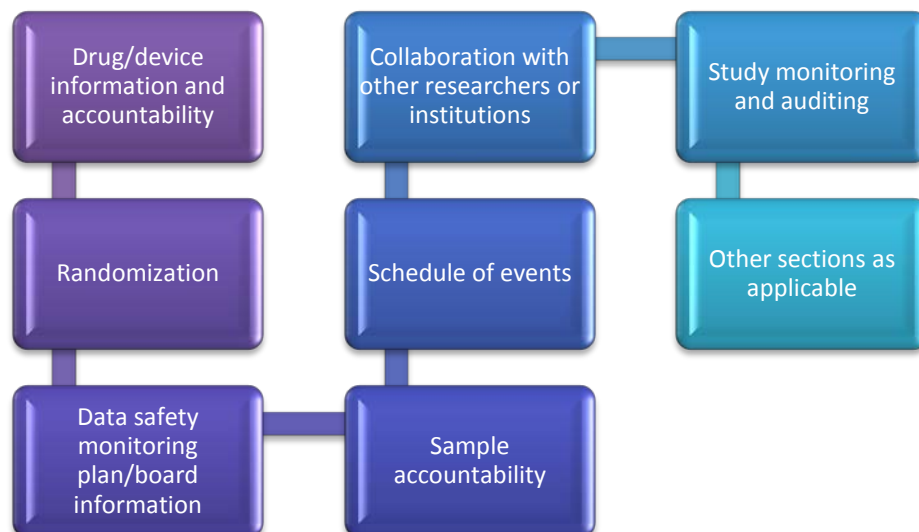 Drug/device
information and
accountability
Randomization
Data safety
monitoring
plan/board
information
Sample
accountability
Schedule of events
Collaboration with
other researchers or
institutions
Study monitoring
and auditing
Other sections as
applicable